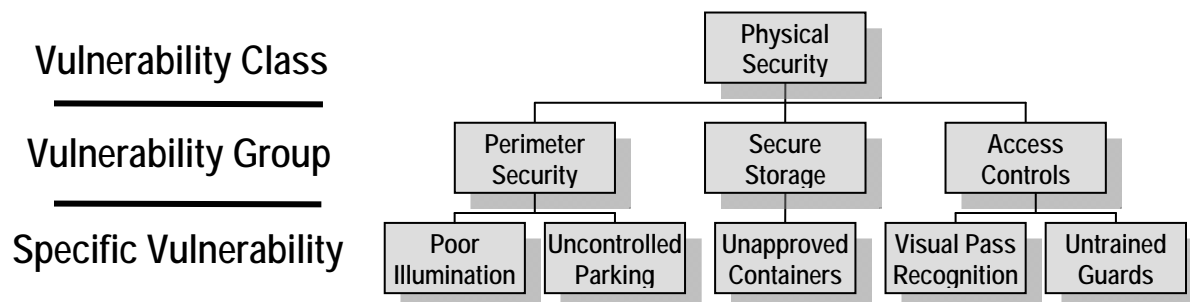 Vulnerability Class
Physical
Security
Vulnerability Group
Perimeter
Security
Secure
Storage
Access
Controls
Specific Vulnerability
Poor
Illumination
Uncontrolled
Parking
Unapproved
Containers
Visual Pass
Recognition
Untrained
Guards